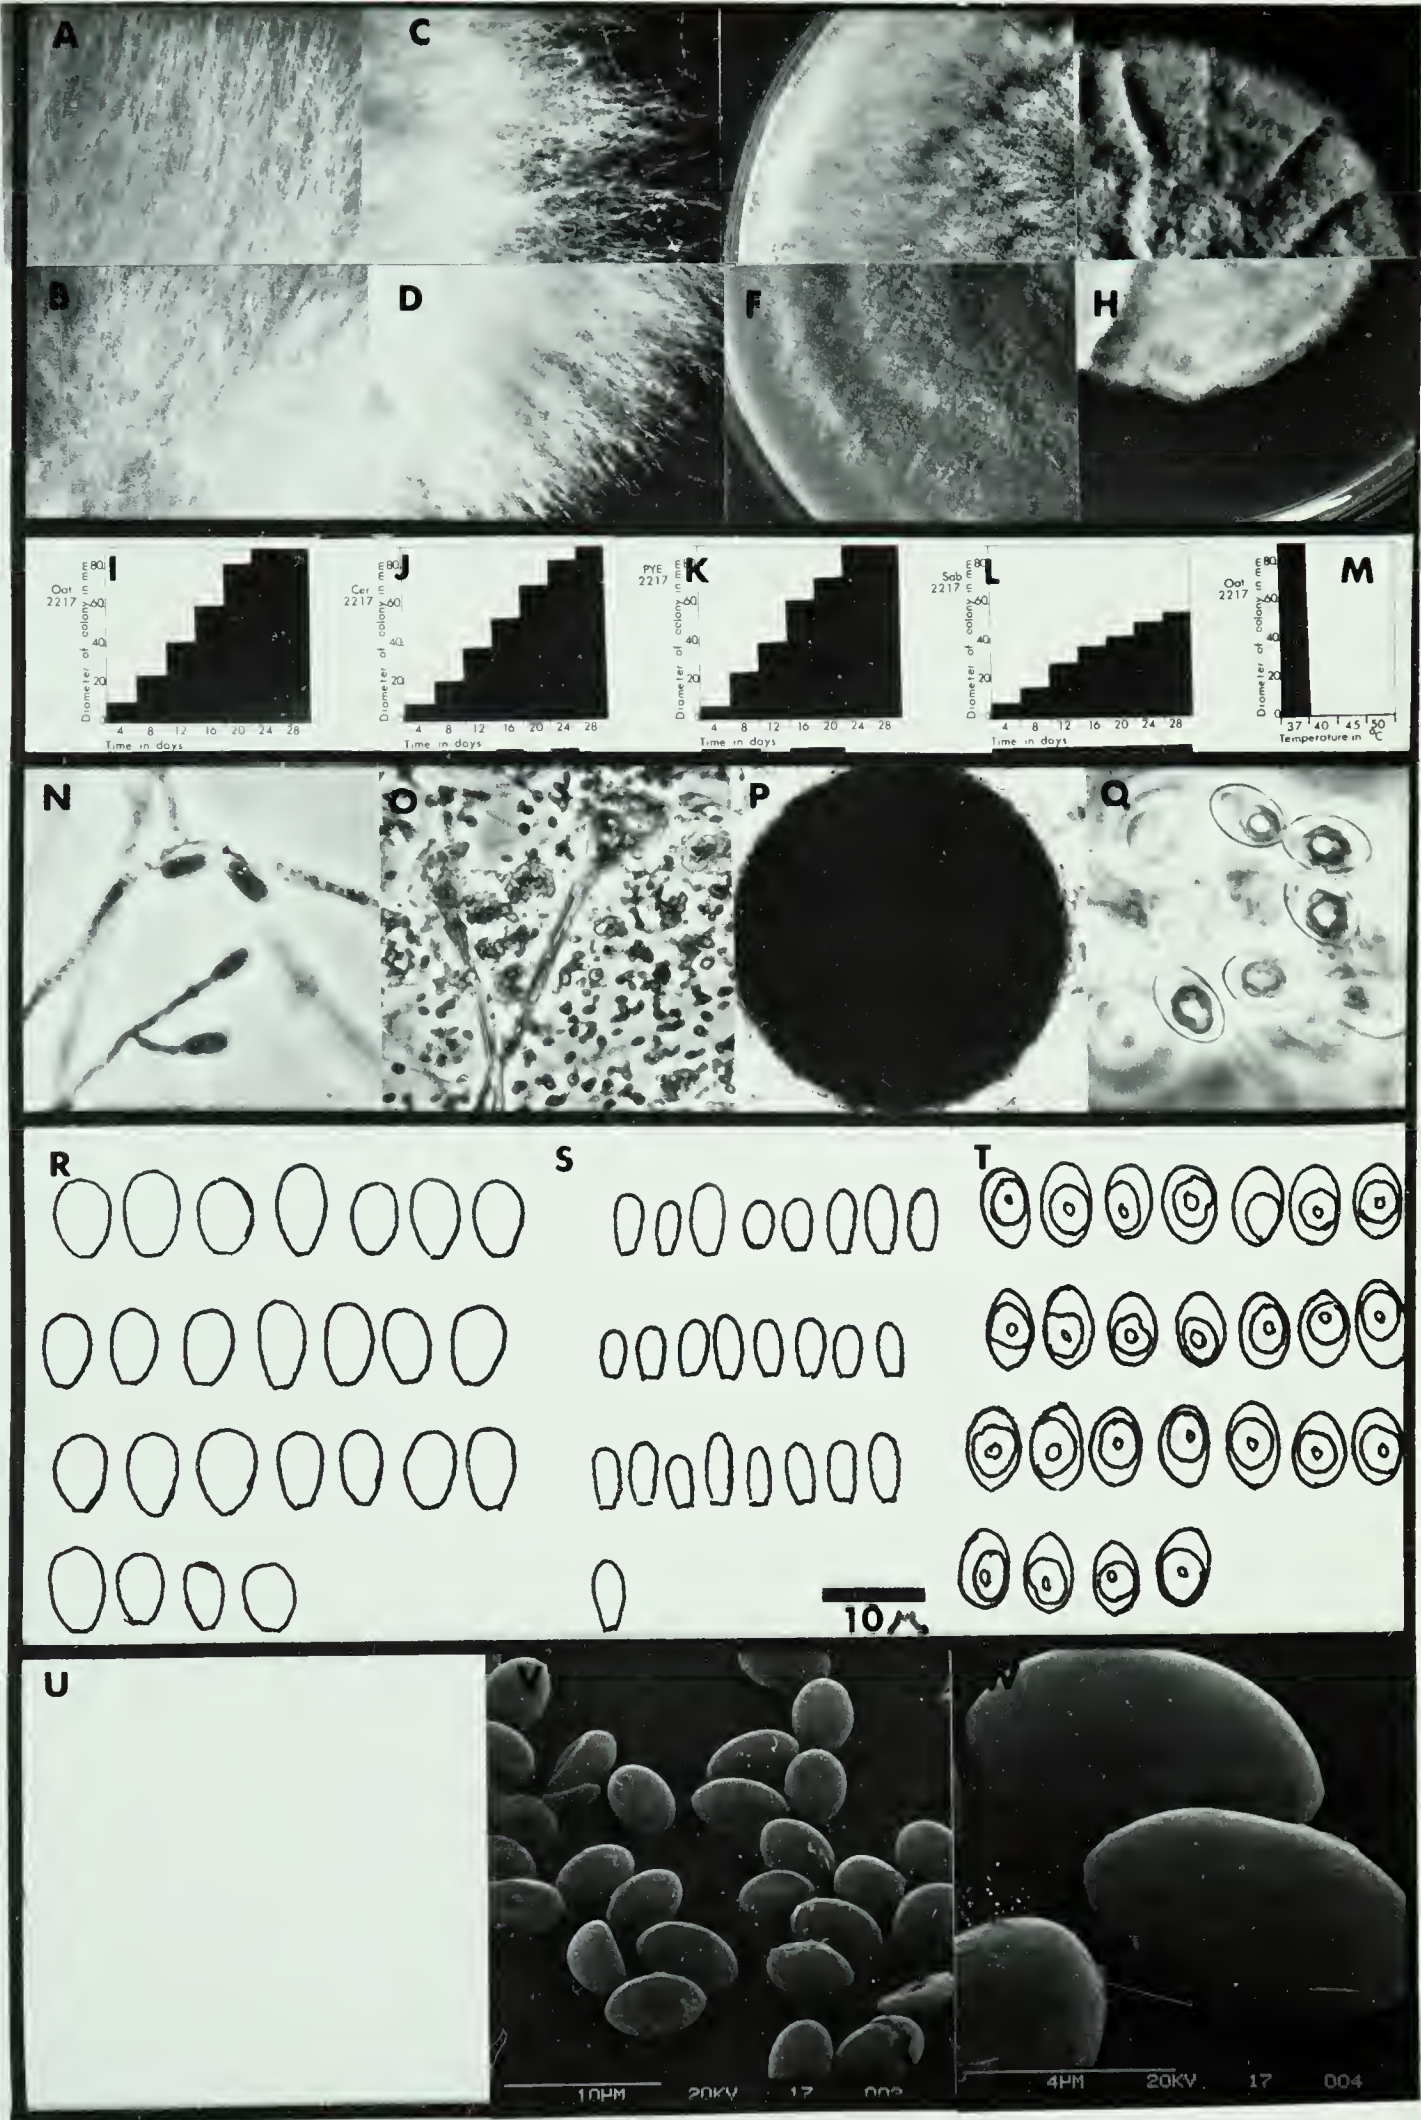 A
C
B
D
F
H
I
Oat
2217
80
60
40
20
Diameter of colony in mm
4 8 12 16 20 24 28
Time in days
J
Cer
2217
80
60
40
20
Diameter of colony in mm
4 8 12 16 20 24 28
Time in days
K
PYE
2217
60
40
20
Diameter of colony in mm
4 8 12 16 20 24 28
Time in days
L
Sab
2217
80
60
40
20
Diameter of colony in mm
4 8 12 16 20 24 28
Time in days
M
Oat
2217
80
60
40
20
0
Diameter of colony in mm
37 40 45 50
Temperature in °C
N
O
P
Q
R
S
T
10 µ
U
V
W
10µM 20KV 17
4µM 20KV 17 004